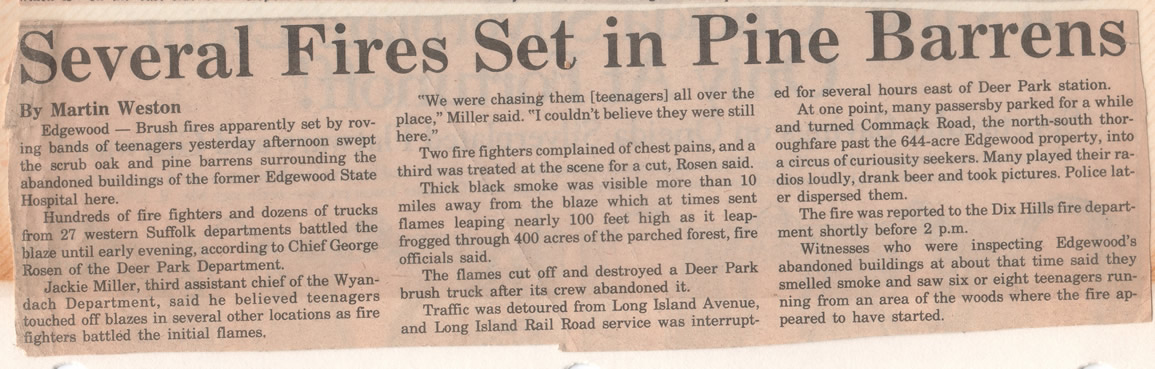 Several Fires Set in Pine Barrens
By Martin Weston
Edgewood — Brush fires apparently set by rov-
ing bands of teenagers yesterday afternoon swept
the scrub oak and pine barrens surrounding the
abandoned buildings of the former Edgewood State
Hospital here.
Hundreds of fire fighters and dozens of trucks
from 27 western Suffolk departments battled the
blaze until early evening, according to Chief George
Rosen of the Deer Park Department.
Jackie Miller, third assistant chief of the Wyan-
dach Department, said he believed teenagers
touched off blazes in several other locations as fire
fighters battled the initial flames.
"We were chasing them [teenagers] all over the
place," Miller said. "I couldn't believe they were still
here."
Two fire fighters complained of chest pains, and a
third was treated at the scene for a cut, Rosen said.
Thick black smoke was visible more than 10
miles away from the blaze which at times sent
flames leaping nearly 100 feet high as it leap-
frogged through 400 acres of the parched forest, fire
officials said.
The flames cut off and destroyed a Deer Park
brush truck after its crew abandoned it.
Traffic was detoured from Long Island Avenue,
and Long Island Rail Road service was interrupt-
ed for several hours east of Deer Park station.
At one point, many passersby parked for a while
and turned Commack Road, the north-south thor-
oughfare past the 644-acre Edgewood property, into
a circus of curiousity seekers. Many played their ra-
dios loudly, drank beer and took pictures. Police lat-
er dispersed them.
The fire was reported to the Dix Hills fire depart-
ment shortly before 2 p.m.
Witnesses who were inspecting Edgewood's
abandoned buildings at about that time said they
smelled smoke and saw six or eight teenagers run-
ning from an area of the woods where the fire ap-
peared to have started.